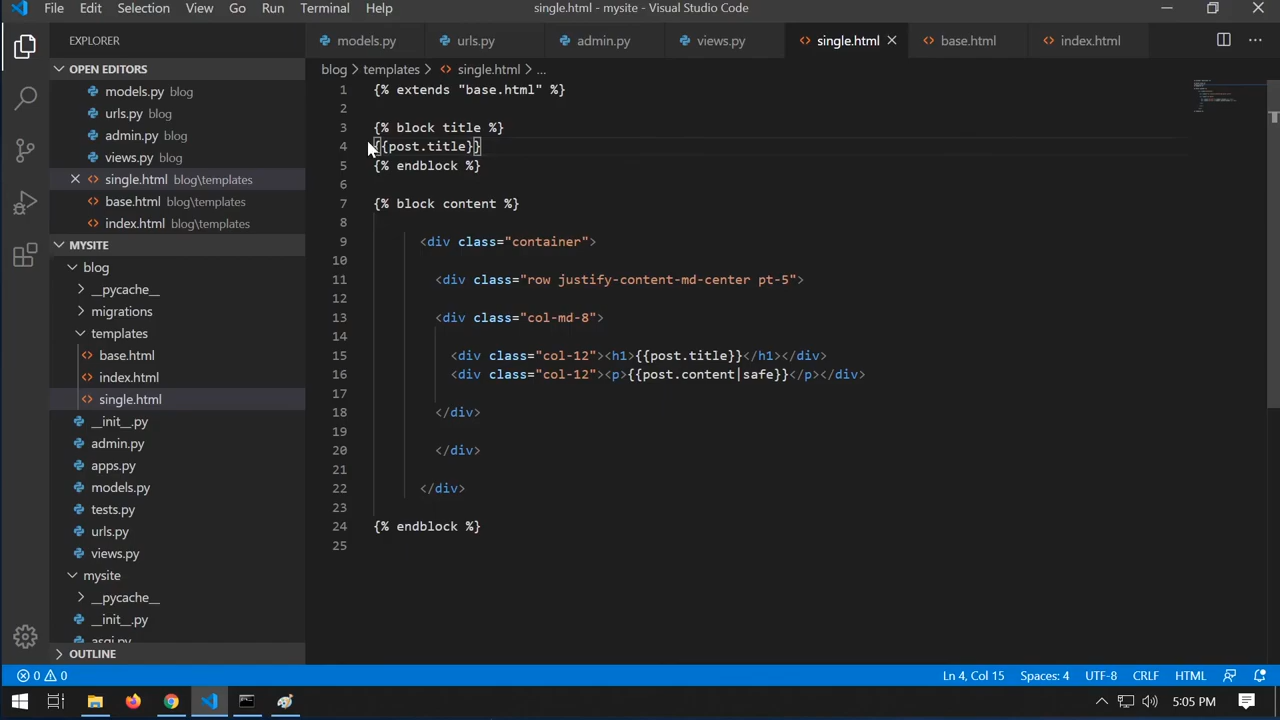 File Edit Selection View Go Run Terminal Help single.html - mysite - Visual Studio Code
EXPLORER
models.py urls.py admin.py views.py single.html base.html index.html
OPEN EDITORS
models.py blog
urls.py blog
admin.py blog
views.py blog
single.html blog\templates
base.html blog\templates
index.html blog\templates
MYSITE
blog
__pycache__
migrations
templates
base.html
index.html
single.html
__init__.py
admin.py
apps.py
models.py
tests.py
urls.py
views.py
mysite
__pycache__
__init__.py
asgi.py
OUTLINE
blog > templates > single.html > ...
1 {% extends "base.html" %}
2
3 {% block title %}
4 {{post.title}}
5 {% endblock %}
6
7 {% block content %}
8
9 <div class="container">
10
11 <div class="row justify-content-md-center pt-5">
12
13 <div class="col-md-8">
14
15 <div class="col-12"><h1>{{post.title}}</h1></div>
16 <div class="col-12"><p>{{post.content|safe}}</p></div>
17
18 </div>
19
20 </div>
21
22 </div>
23
24 {% endblock %}
25
0 0 Ln 4, Col 15 Spaces: 4 UTF-8 CRLF HTML
5:05 PM